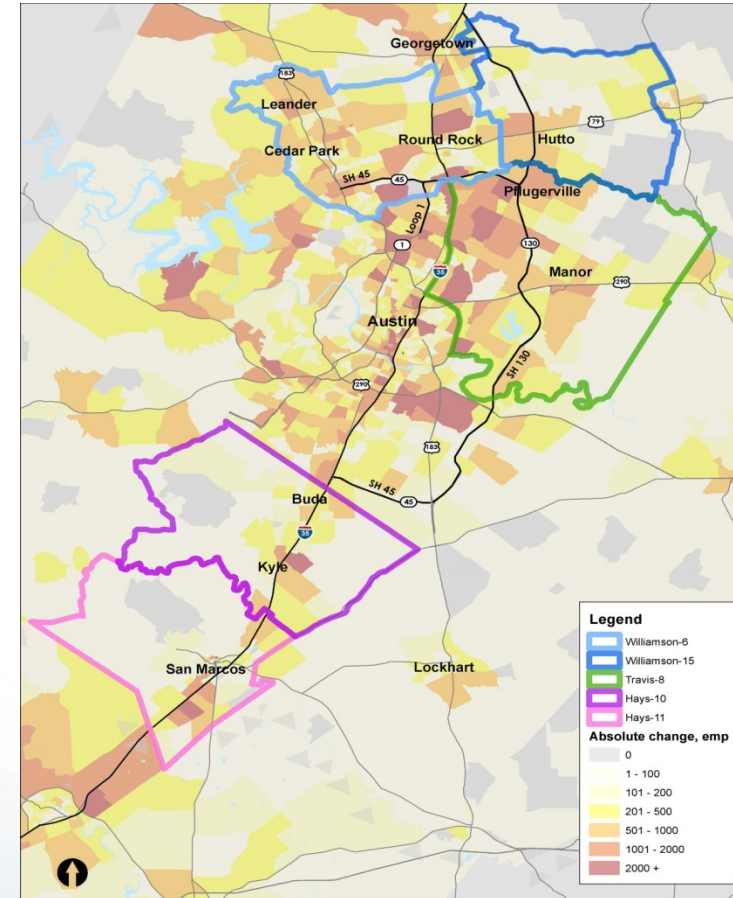 Georgetown
183
Leander
79
Round Rock
Hutto
Cedar Park
SH 45
45
Pflugerville
Loop 1
1
130
35
Manor
290
Austin
SH 130
290
183
Buda
SH 45
45
35
Kyle
San Marcos
Lockhart
Legend
Williamson-6
Williamson-15
Travis-8
Hays-10
Hays-11
Absolute change, emp
0
1 - 100
101 - 200
201 - 500
501 - 1000
1001 - 2000
2000 +